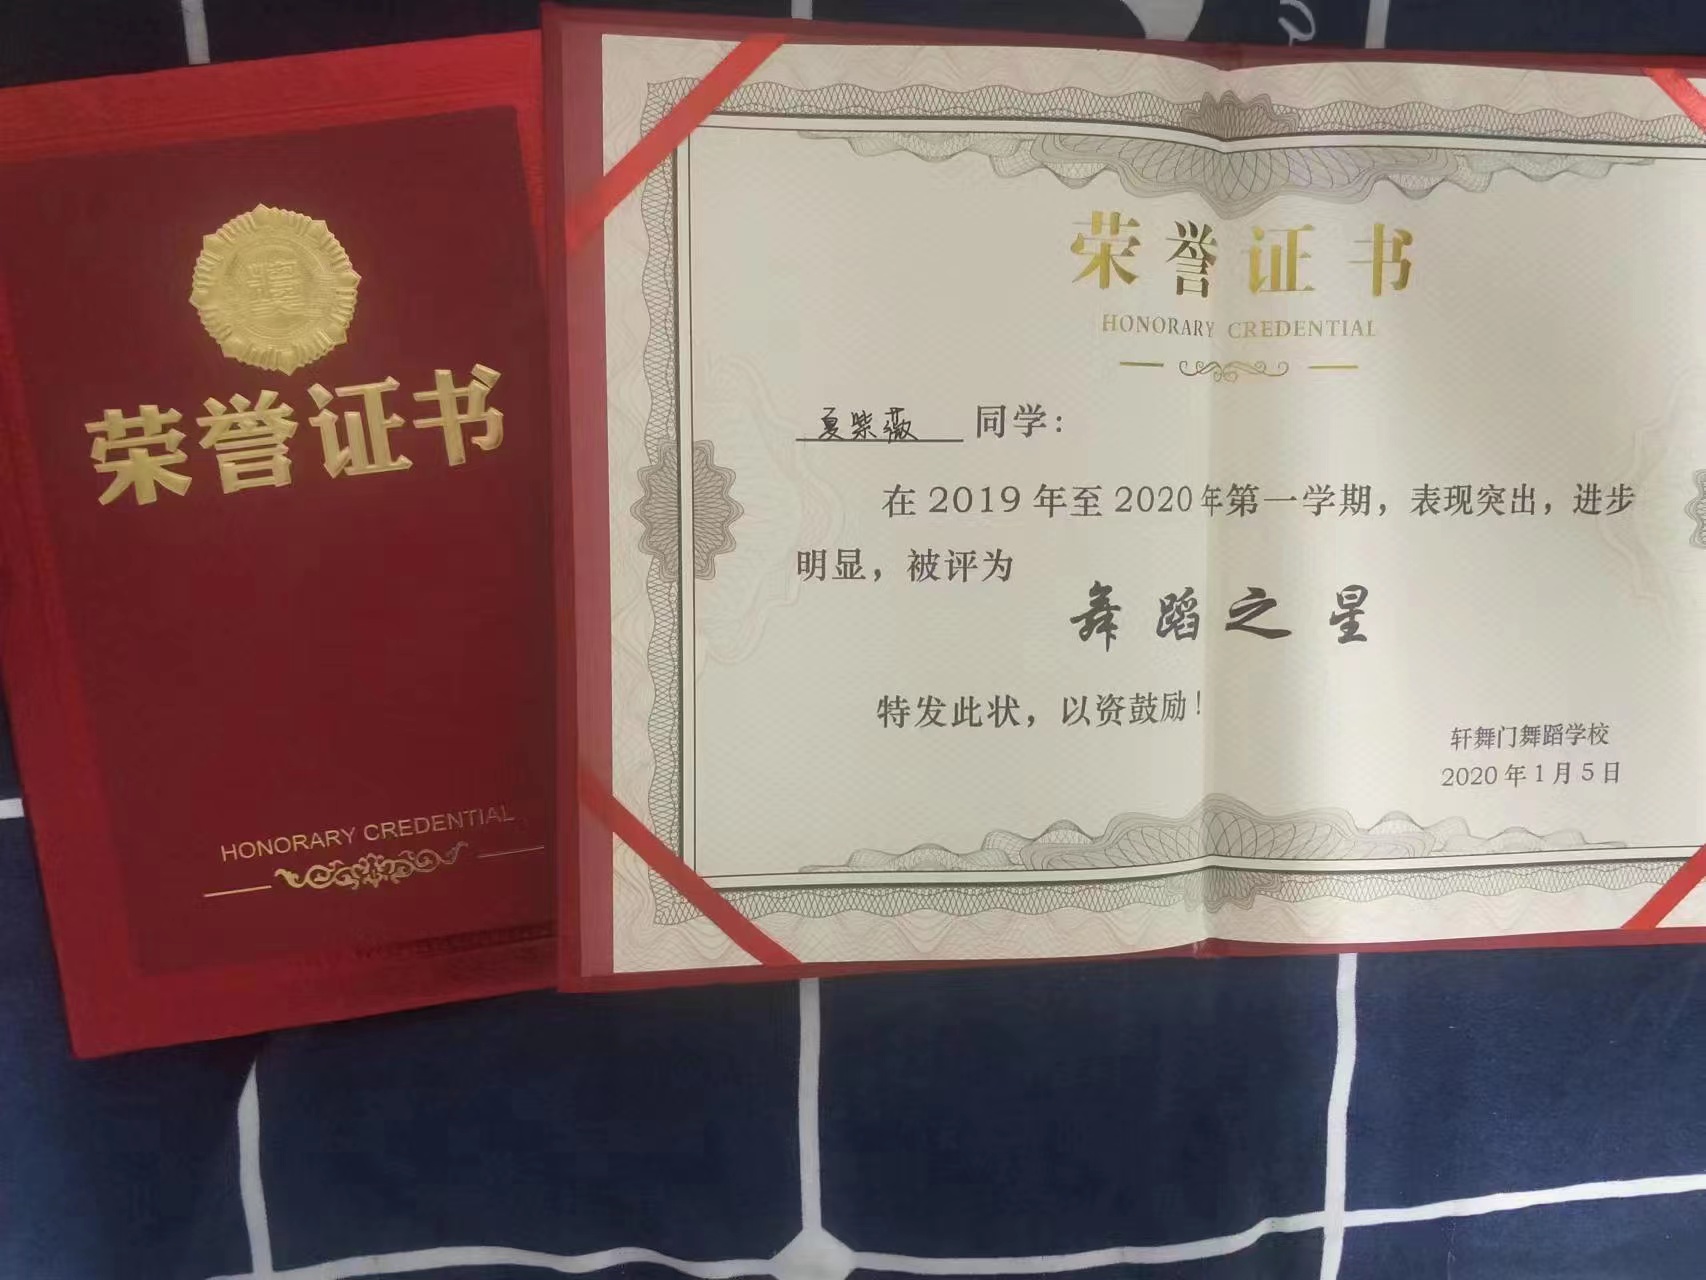 荣誉证书
HONORARY CREDENTIAL
荣誉证书
HONORARY CREDENTIAL
夏紫薇 同学：
在2019年至2020年第一学期，表现突出，进步
明显，被评为
舞蹈之星
特发此状，以资鼓励！
轩舞门舞蹈学校
2020年1月5日